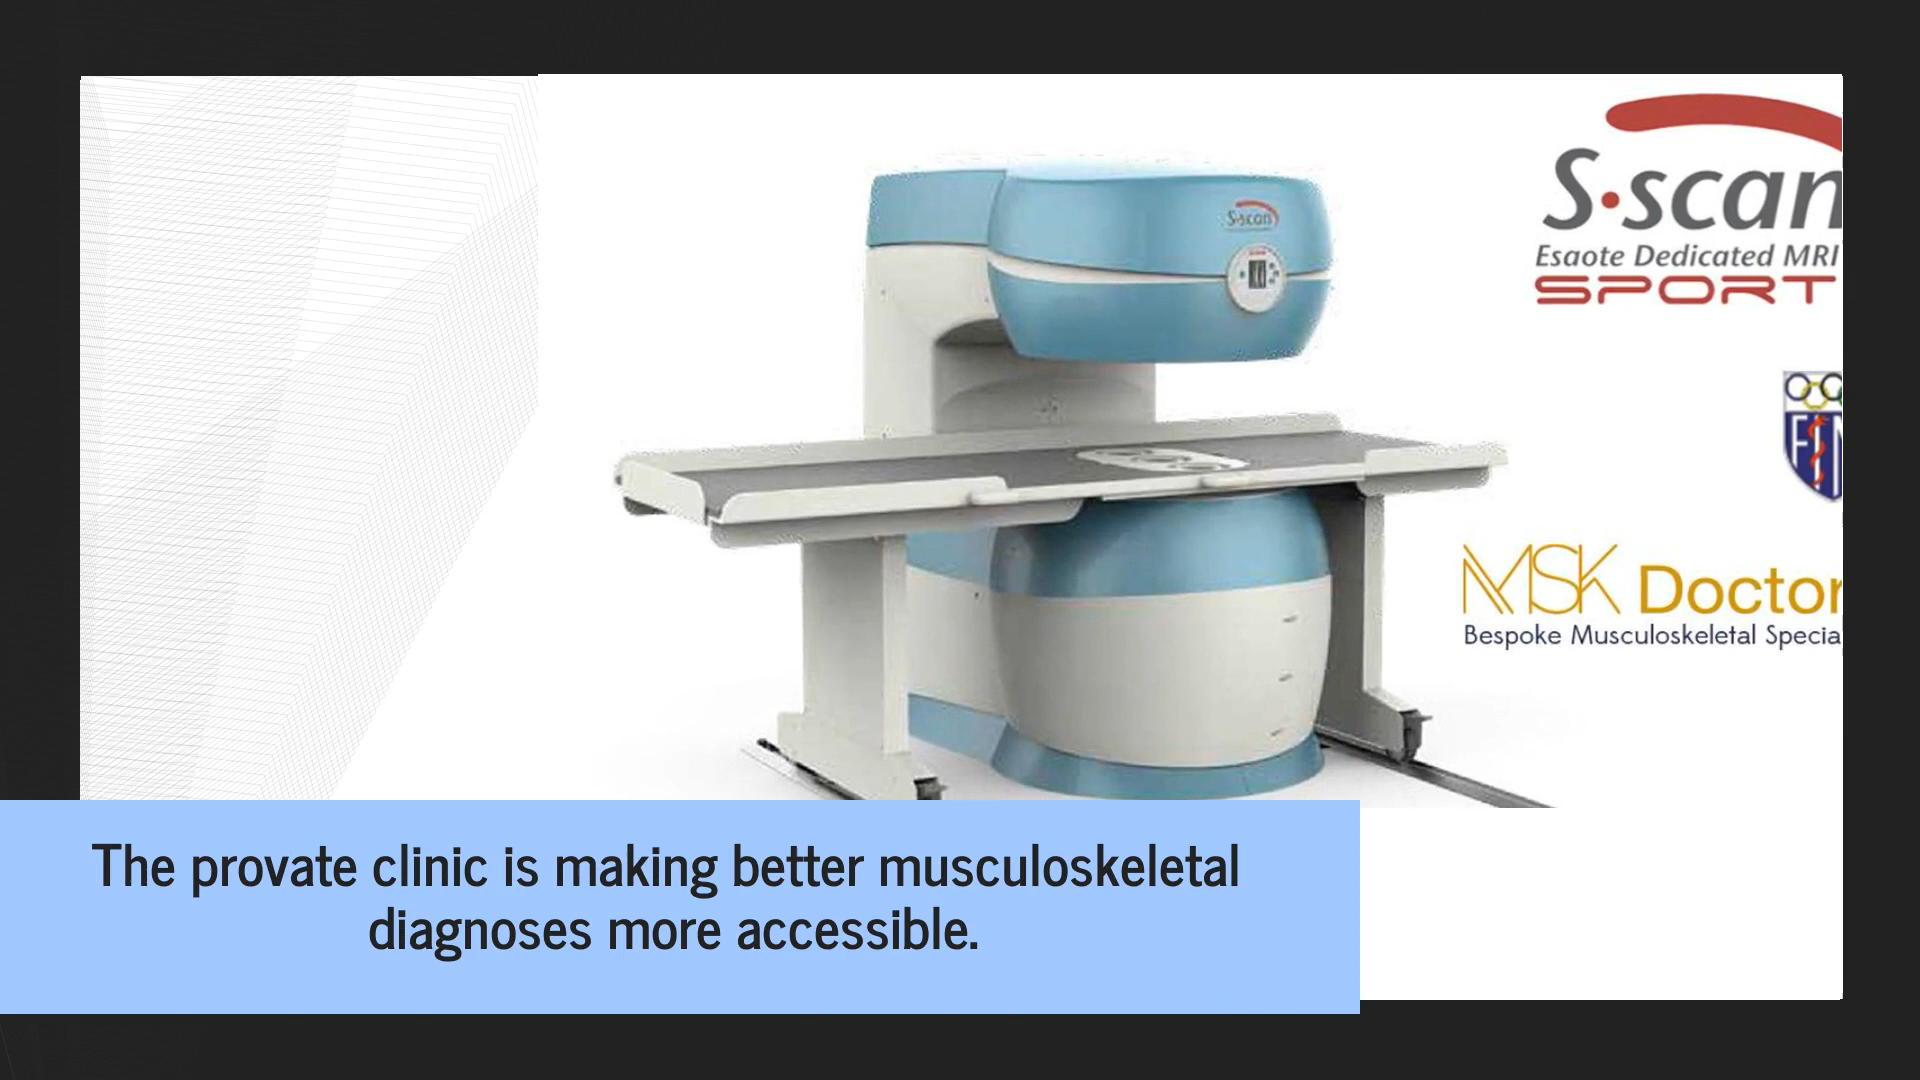 S·scan
Esaote Dedicated MRI
SPORT
S·scan
MSK Doctor
Bespoke Musculoskeletal Specia
The provate clinic is making better musculoskeletal
diagnoses more accessible.